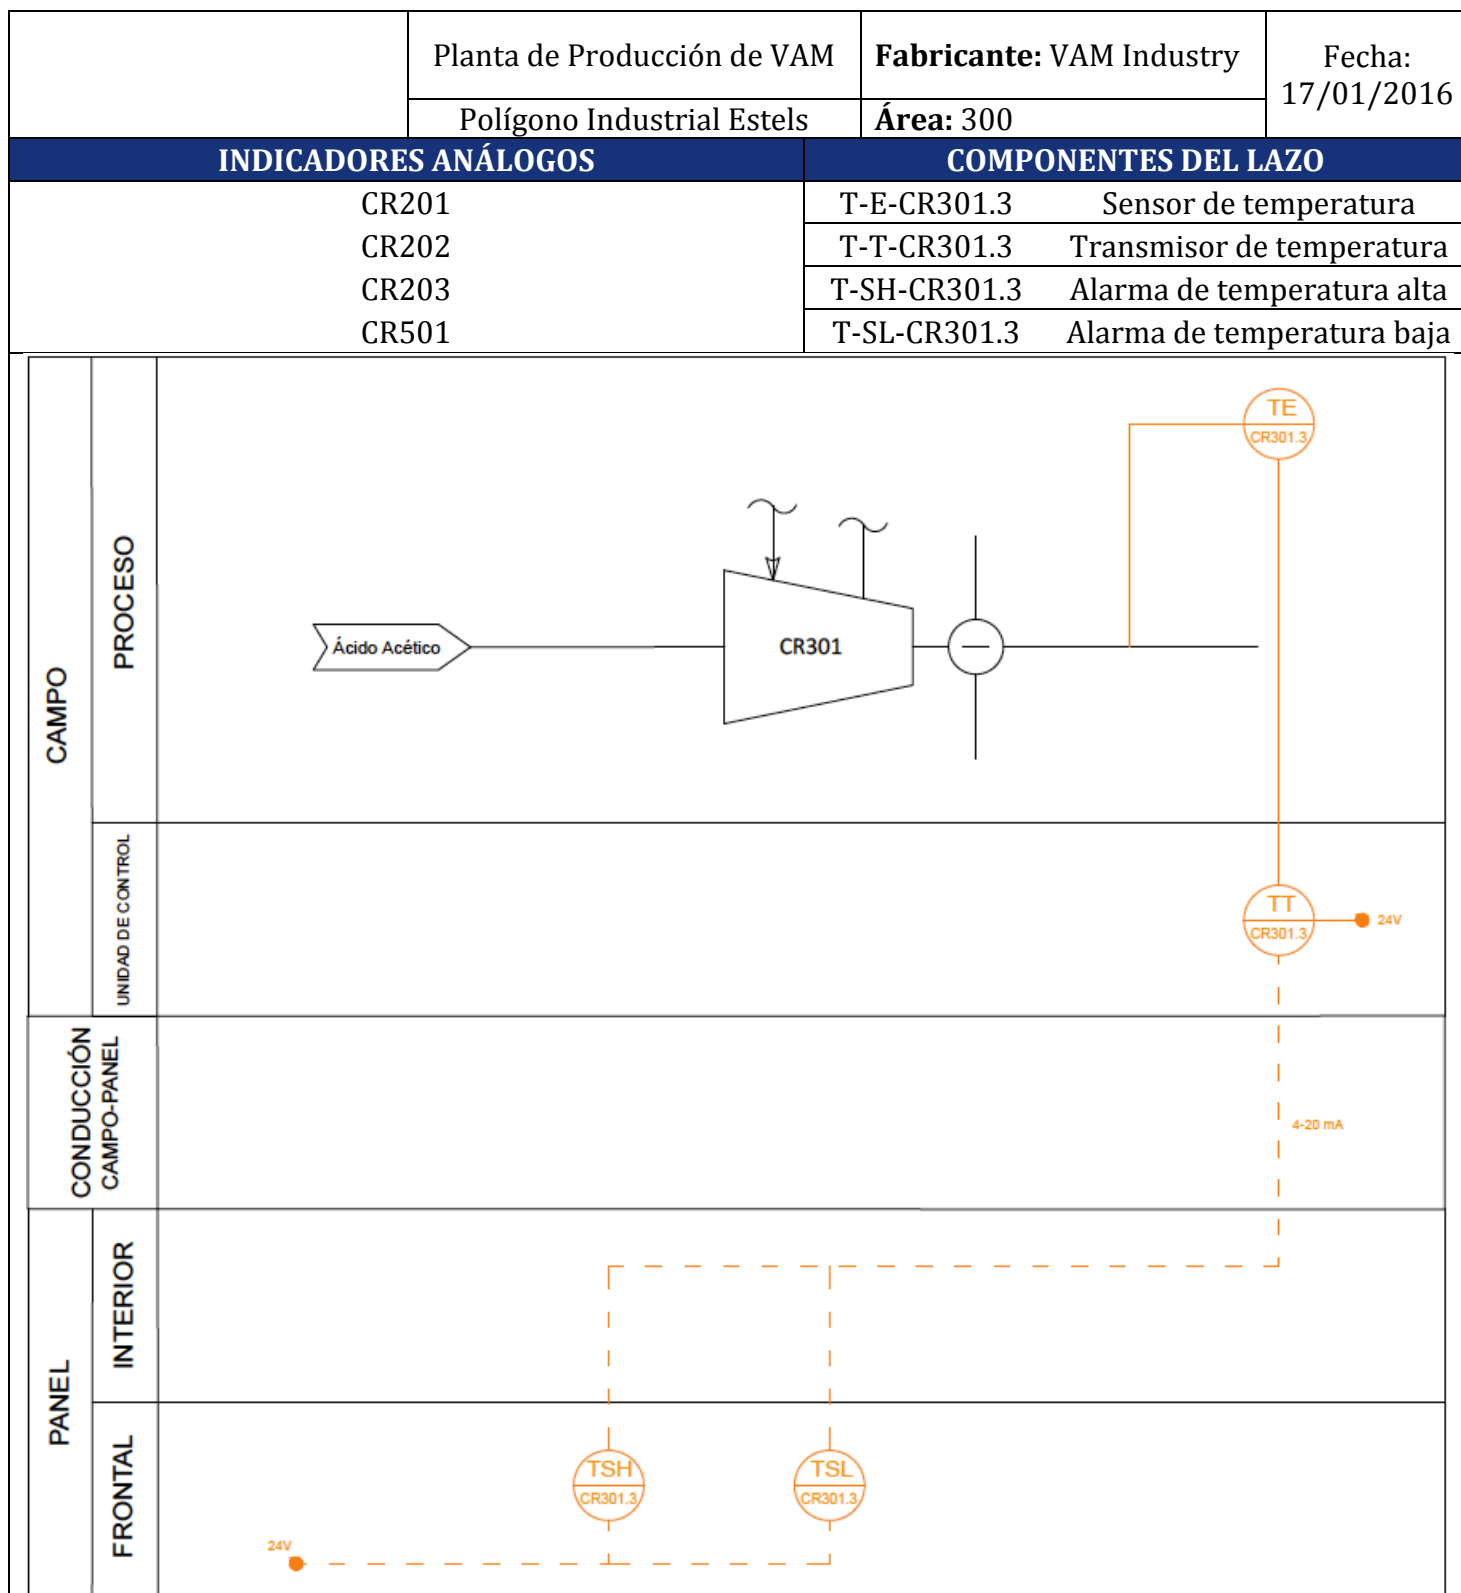 Planta de Producción de VAM
Fabricante: VAM Industry
Fecha:
17/01/2016
Polígono Industrial Estels
Área: 300
INDICADORES ANÁLOGOS
COMPONENTES DEL LAZO
CR201
T-E-CR301.3 Sensor de temperatura
CR202
T-T-CR301.3 Transmisor de temperatura
CR203
T-SH-CR301.3 Alarma de temperatura alta
CR501
T-SL-CR301.3 Alarma de temperatura baja
CAMPO
PROCESO
TE
CR301.3
Ácido Acético
CR301
UNIDAD DE CONTROL
TT
CR301.3
24V
CONDUCCIÓN
CAMPO-PANEL
4-20 mA
PANEL
INTERIOR
FRONTAL
TSH
CR301.3
TSL
CR301.3
24V